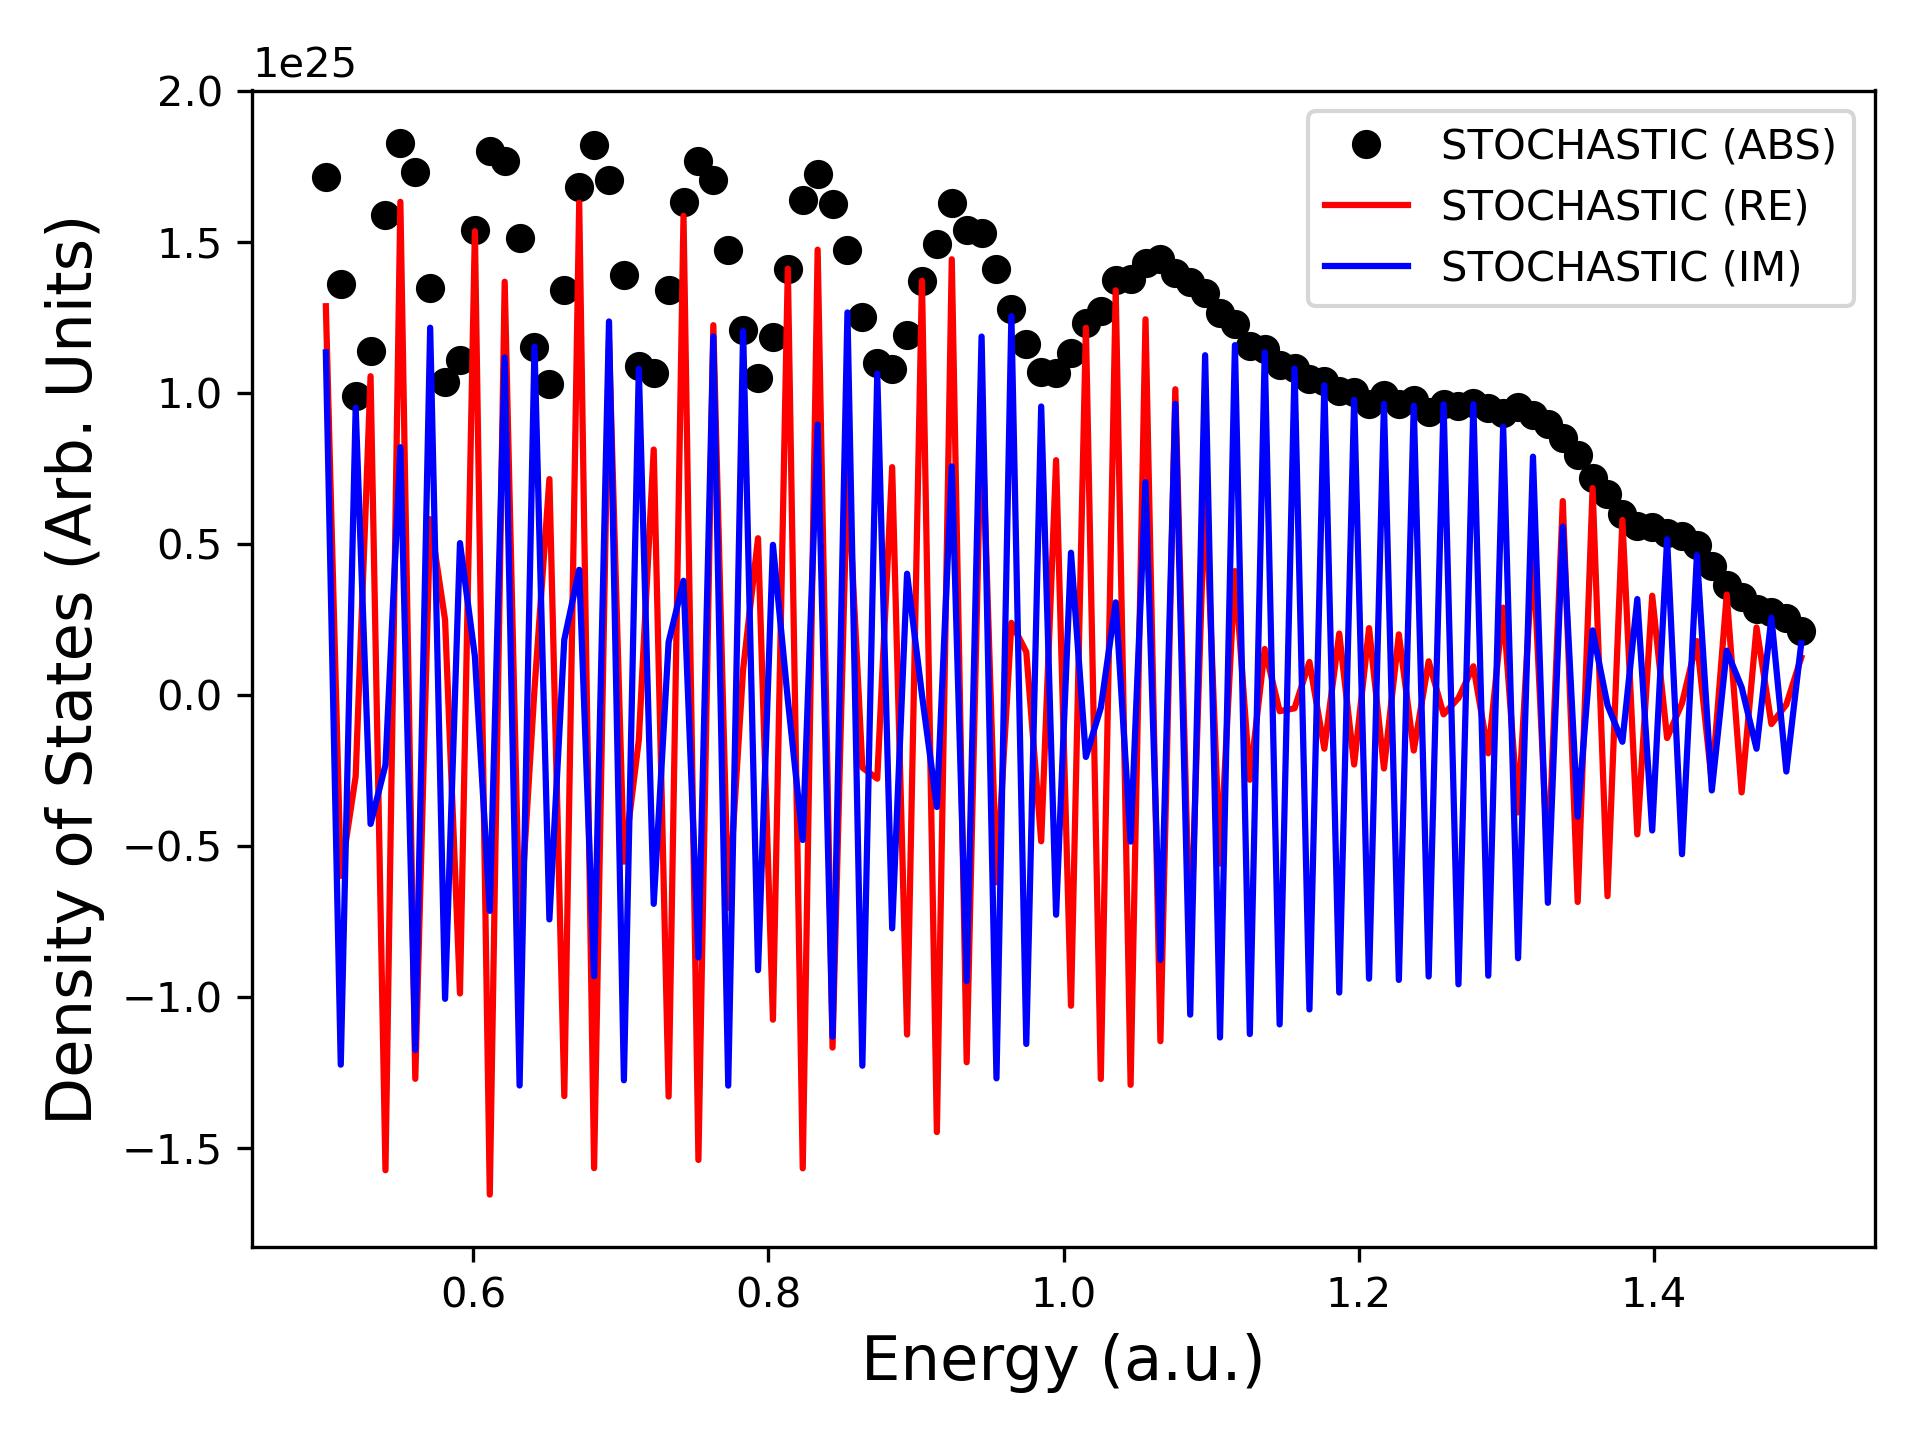 1e25
2.0
1.5
1.0
0.5
0.0
−0.5
−1.0
−1.5
Density of States (Arb. Units)
STOCHASTIC (ABS)
STOCHASTIC (RE)
STOCHASTIC (IM)
0.6 0.8 1.0 1.2 1.4
Energy (a.u.)